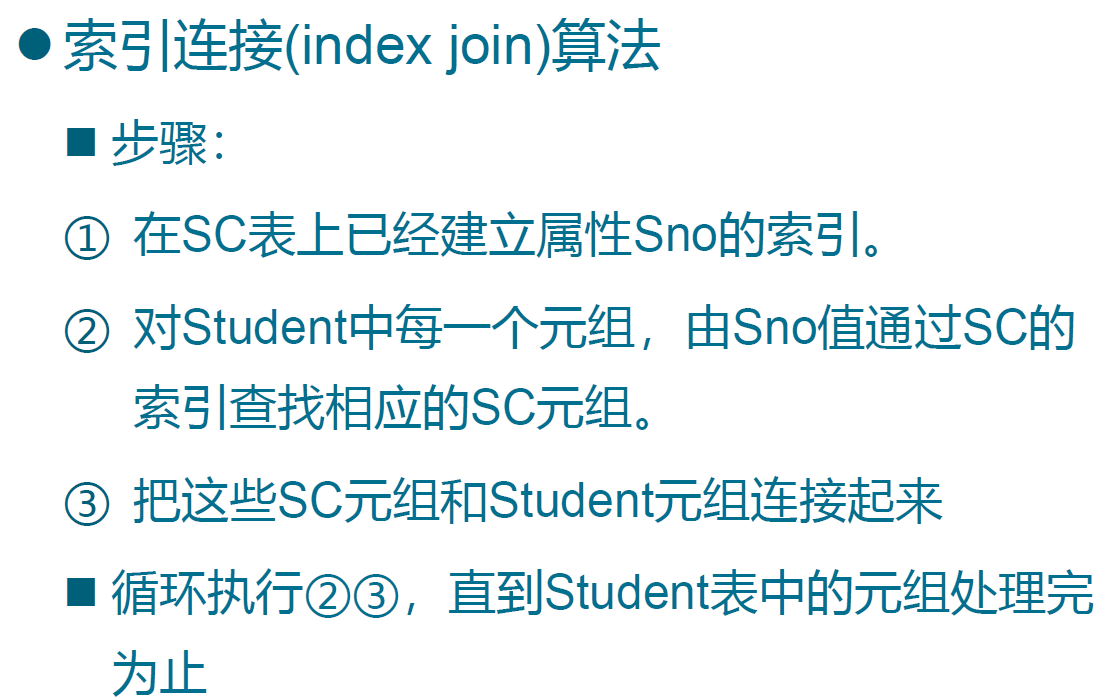 ● 索引连接(index join)算法
■ 步骤：
① 在SC表上已经建立属性Sno的索引。
② 对Student中每一个元组，由Sno值通过SC的
索引查找相应的SC元组。
③ 把这些SC元组和Student元组连接起来
■ 循环执行②③，直到Student表中的元组处理完
为止